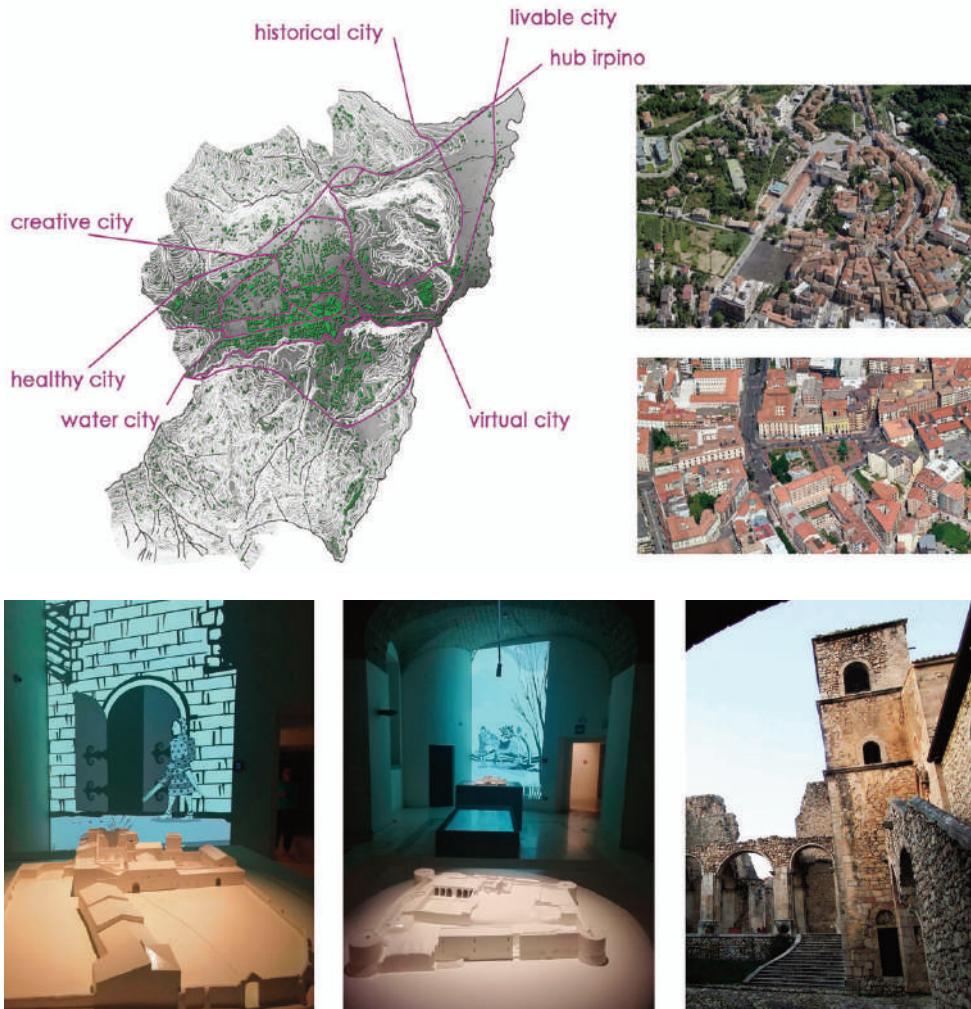 livable city
historical city
hub irpino
creative city
healthy city
water city
virtual city